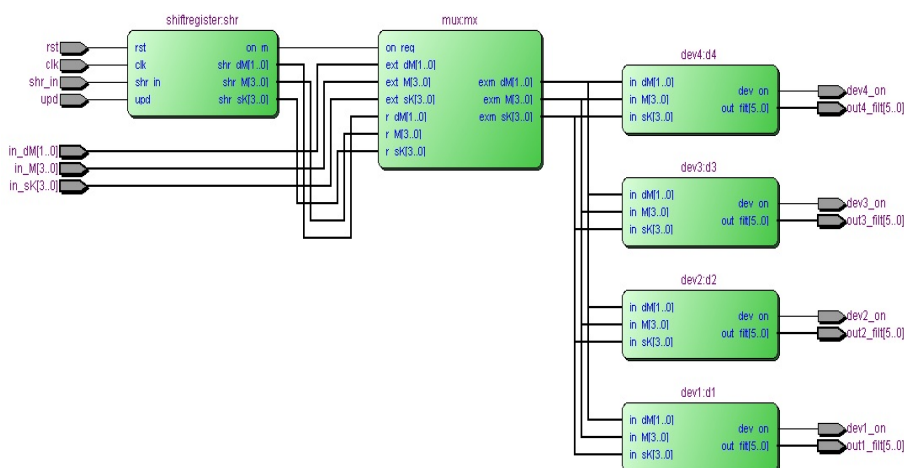 shiftregister:shr
mux:mx
rst
clk
shr_in
upd
rst
clk
shr in
upd
on m
shr dM[1..0]
shr M[3..0]
shr sK[3..0]
in_dM[1..0]
in_M[3..0]
in_sK[3..0]
on req
ext dM[1..0]
ext M[3..0]
ext sK[3..0]
r dM[1..0]
r M[3..0]
r sK[3..0]
exm dM[1..0]
exm M[3..0]
exm sK[3..0]
dev4:d4
in dM[1..0]
in M[3..0]
in sK[3..0]
dev on
out filt[5..0]
dev4_on
out4_filt[5..0]
dev3:d3
in dM[1..0]
in M[3..0]
in sK[3..0]
dev on
out filt[5..0]
dev3_on
out3_filt[5..0]
dev2:d2
in dM[1..0]
in M[3..0]
in sK[3..0]
dev on
out filt[5..0]
dev2_on
out2_filt[5..0]
dev1:d1
in dM[1..0]
in M[3..0]
in sK[3..0]
dev on
out filt[5..0]
dev1_on
out1_filt[5..0]